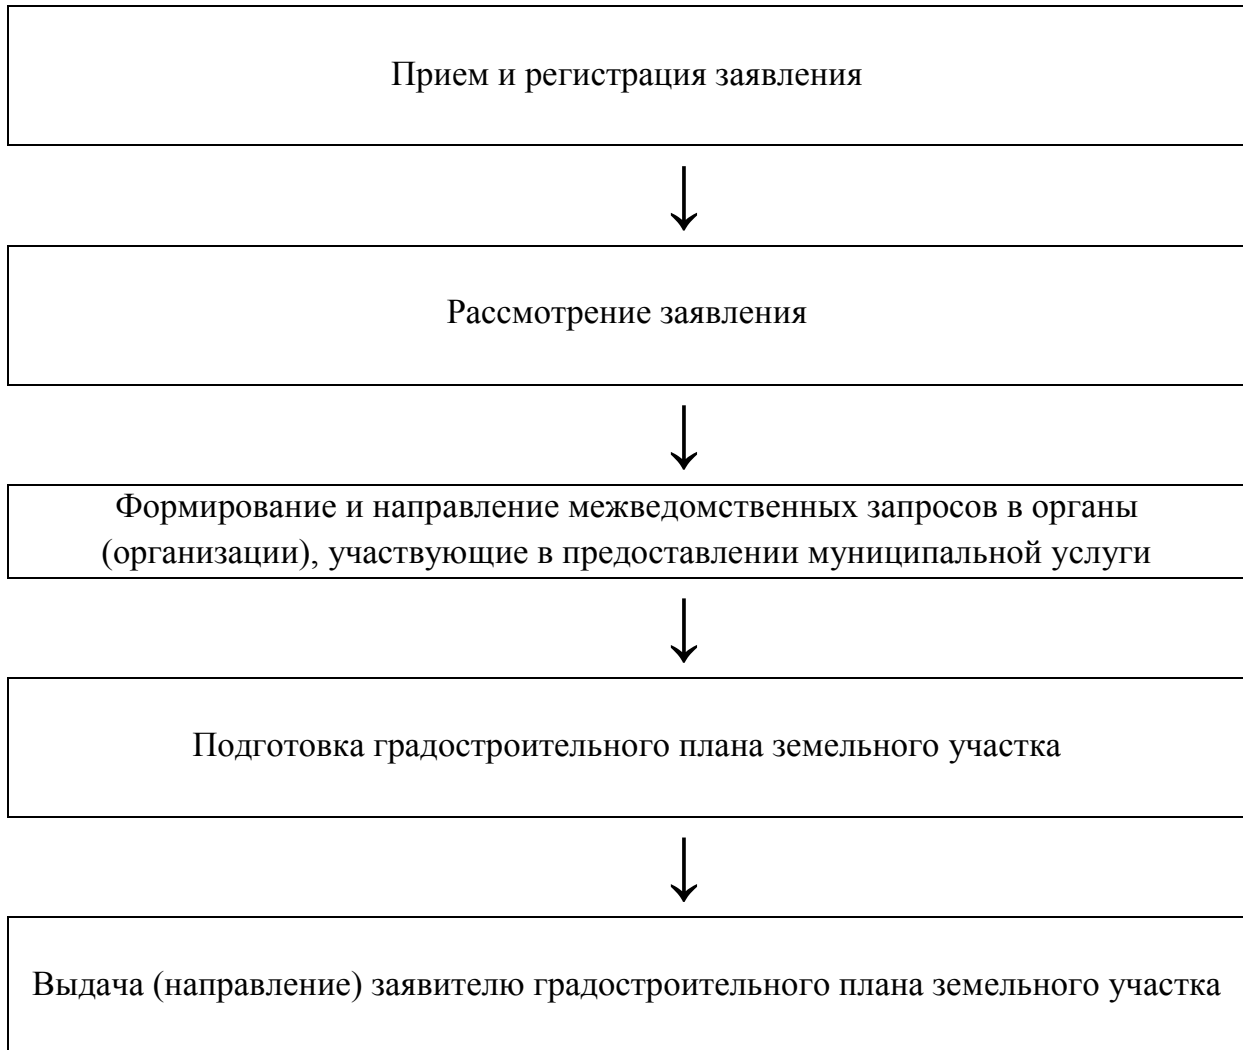 Прием и регистрация заявления
Рассмотрение заявления
Формирование и направление межведомственных запросов в органы
(организации), участвующие в предоставлении муниципальной услуги
Подготовка градостроительного плана земельного участка
Выдача (направление) заявителю градостроительного плана земельного участка